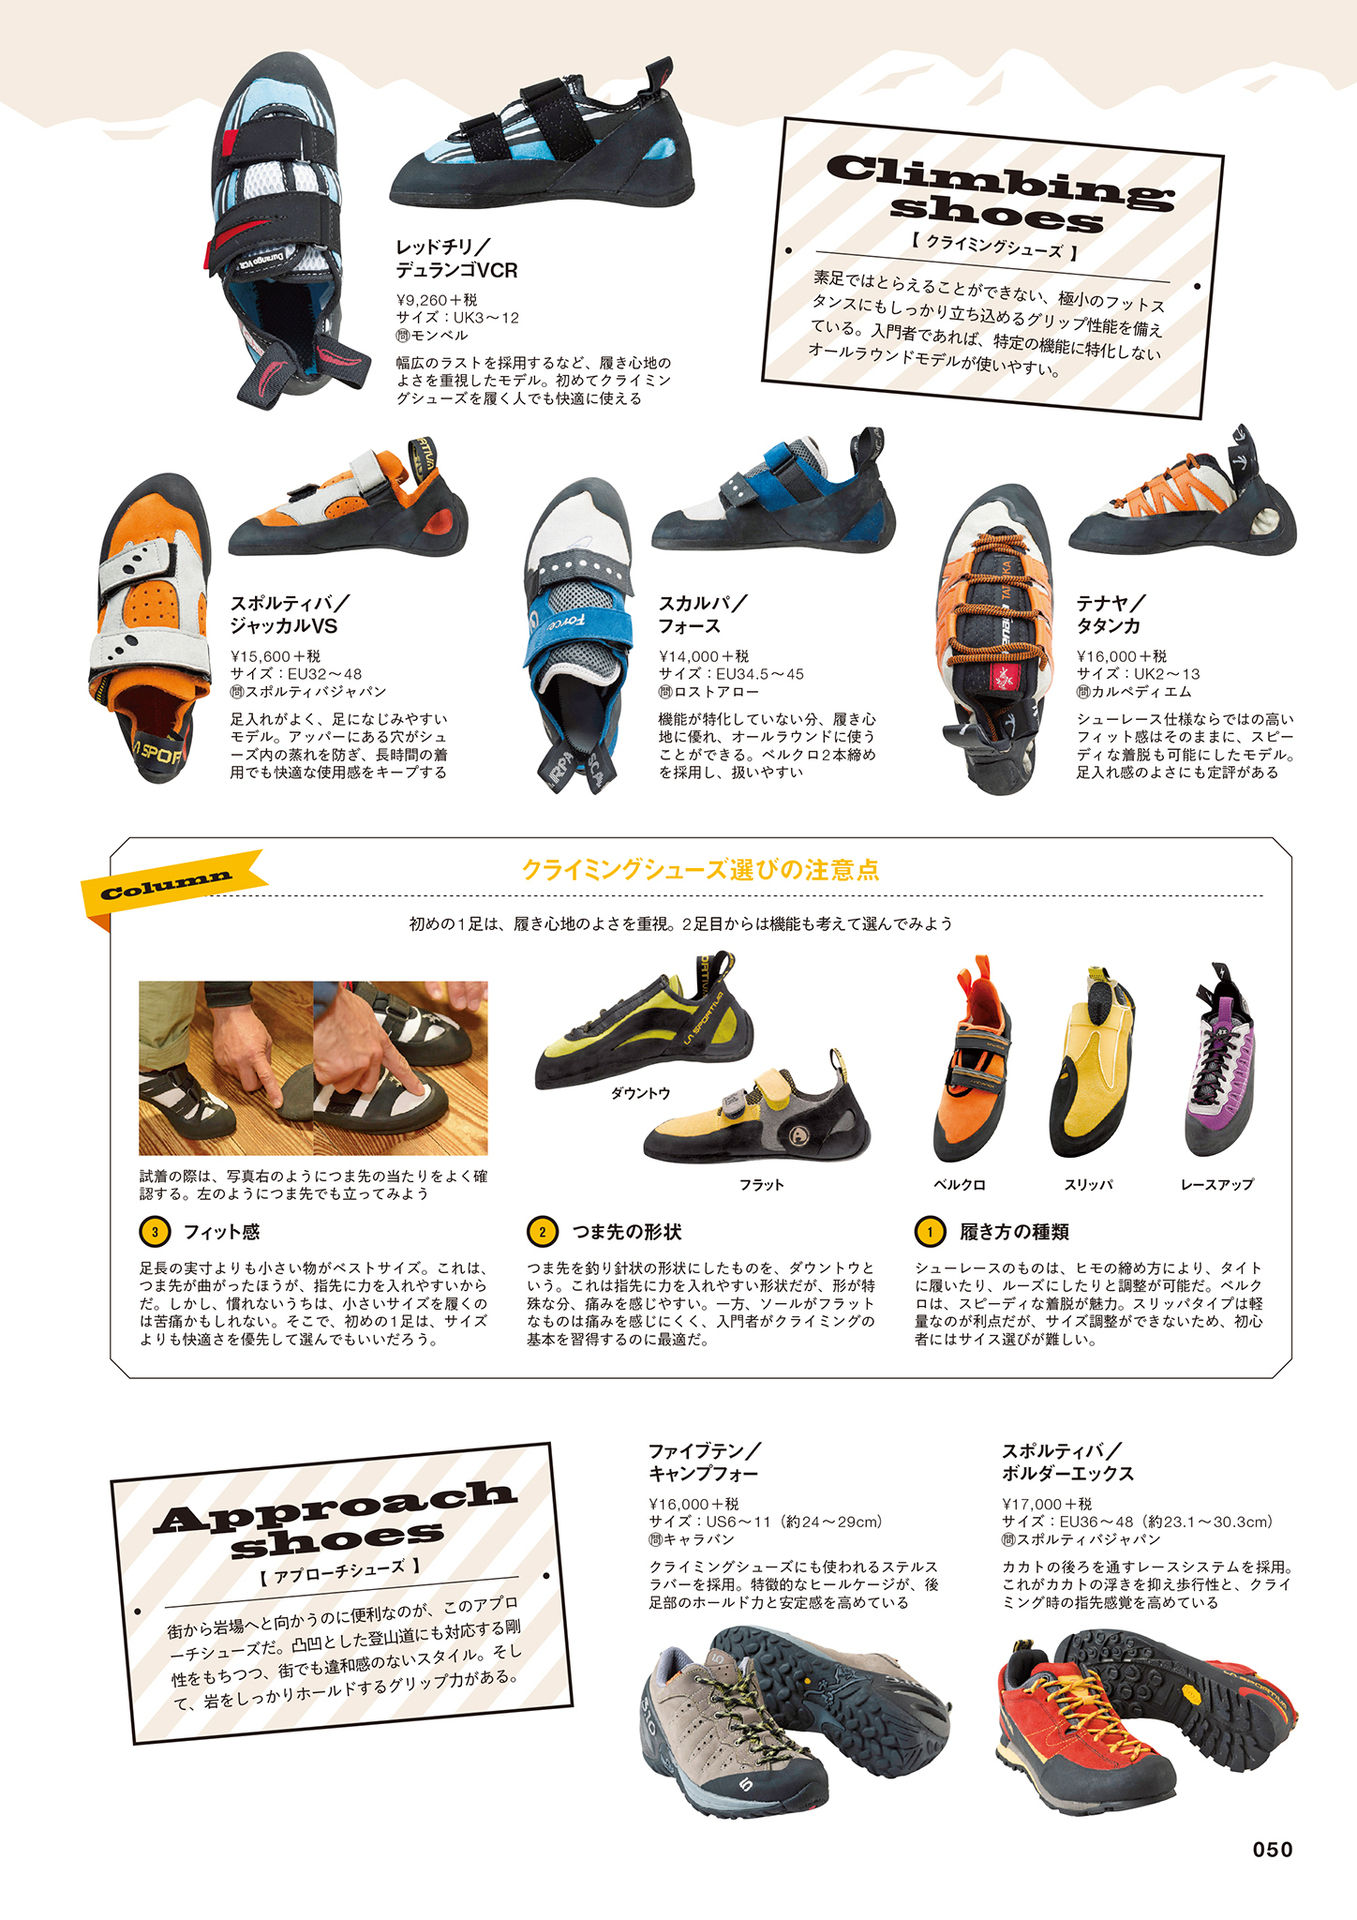 Climbing
shoes
【 クライミングシューズ 】
素足ではとらえることができない、極小のフットス
タンスにもしっかり立ち込めるグリップ性能を備え
ている。入門者であれば、特定の機能に特化しない
オールラウンドモデルが使いやすい。
Durango VCR
レッドチリ／
デュランゴVCR
¥9,260＋税
サイズ：UK3〜12
㉄モンベル
幅広のラストを採用するなど、履き心地の
よさを重視したモデル。初めてクライミン
グシューズを履く人でも快適に使える
スポルティバ／
ジャッカルVS
¥15,600＋税
サイズ：EU32〜48
㉄スポルティバジャパン
足入れがよく、足になじみやすい
モデル。アッパーにある穴がシュ
ーズ内の蒸れを防ぎ、長時間の着
用でも快適な使用感をキープする
Force
スカルパ／
フォース
¥14,000＋税
サイズ：EU34.5〜45
㉄ロストアロー
機能が特化していない分、履き心
地に優れ、オールラウンドに使う
ことができる。ベルクロ2本締め
を採用し、扱いやすい
テナヤ／
タタンカ
¥16,000＋税
サイズ：UK2〜13
㉄カルペディエム
シューレース仕様ならではの高い
フィット感はそのままに、スピー
ディな着脱も可能にしたモデル。
足入れ感のよさにも定評がある
Column
クライミングシューズ選びの注意点
初めの1足は、履き心地のよさを重視。2足目からは機能も考えて選んでみよう
LA SPORTIVA
ダウントウ
フラット
ベルクロ
スリッパ
レースアップ
1 履き方の種類
シューレースのものは、ヒモの締め方により、タイト
に履いたり、ルーズにしたりと調整が可能だ。ベルク
ロは、スピーディな着脱が魅力。スリッパタイプは軽
量なのが利点だが、サイズ調整ができないため、初心
者にはサイス選びが難しい。
2 つま先の形状
つま先を釣り針状の形状にしたものを、ダウントウと
いう。これは指先に力を入れやすい形状だが、形が特
殊な分、痛みを感じやすい。一方、ソールがフラット
なものは痛みを感じにくく、入門者がクライミングの
基本を習得するのに最適だ。
試着の際は、写真右のようにつま先の当たりをよく確
認する。左のようにつま先でも立ってみよう
3 フィット感
足長の実寸よりも小さい物がベストサイズ。これは、
つま先が曲がったほうが、指先に力を入れやすいから
だ。しかし、慣れないうちは、小さいサイズを履くの
は苦痛かもしれない。そこで、初めの1足は、サイズ
よりも快適さを優先して選んでもいいだろう。
Approach
shoes
【 アプローチシューズ 】
街から岩場へと向かうのに便利なのが、このアプロ
ーチシューズだ。凸凹とした登山道にも対応する剛
性をもちつつ、街でも違和感のないスタイル。そし
て、岩をしっかりホールドするグリップ力がある。
ファイブテン／
キャンプフォー
¥16,000＋税
サイズ：US6〜11（約24〜29cm）
㉄キャラバン
クライミングシューズにも使われるステルス
ラバーを採用。特徴的なヒールケージが、後
足部のホールド力と安定感を高めている
スポルティバ／
ボルダーエックス
¥17,000＋税
サイズ：EU36〜48（約23.1〜30.3cm）
㉄スポルティバジャパン
カカトの後ろを通すレースシステムを採用。
これがカカトの浮きを抑え歩行性と、クライ
ミング時の指先感覚を高めている
050